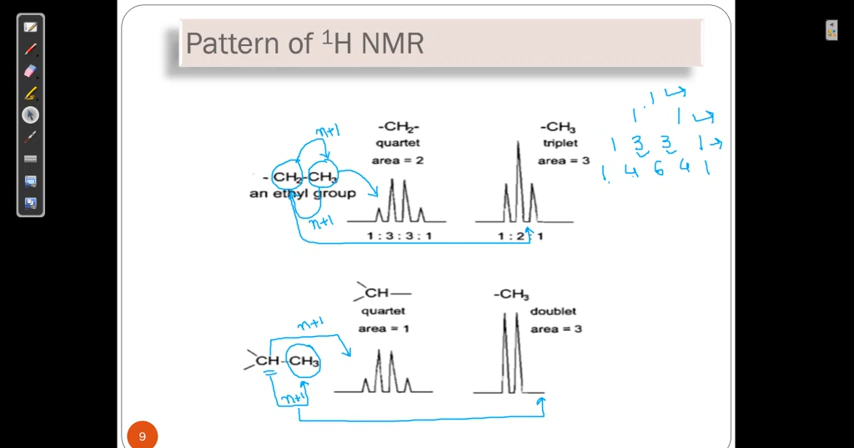 Pattern of ¹H NMR
1
1 1
1 3 3 1
1 4 6 4 1
n+1
-CH₂-
quartet
area = 2
-CH₃
triplet
area = 3
- CH₂-CH₃
an ethyl group
n+1
1 : 3 : 3 : 1
1 : 2 : 1
CH
quartet
area = 1
-CH₃
doublet
area = 3
n+1
CH-CH₃
n+1
9